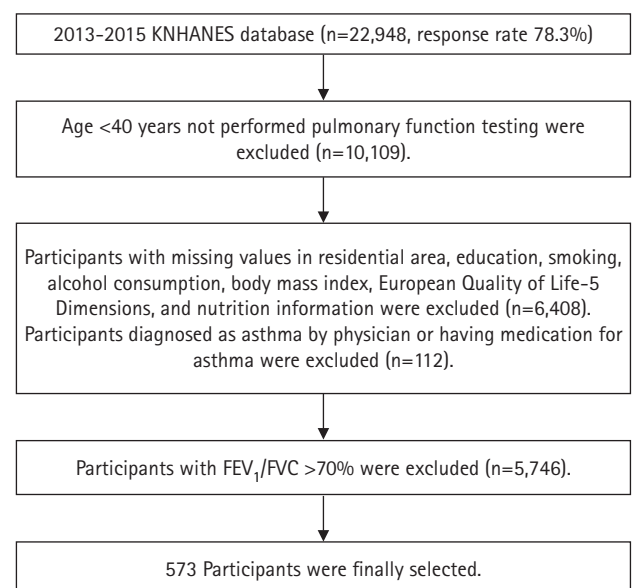 2013-2015 KNHANES database (n=22,948, response rate 78.3%)
Age <40 years not performed pulmonary function testing were
excluded (n=10,109).
Participants with missing values in residential area, education, smoking,
alcohol consumption, body mass index, European Quality of Life-5
Dimensions, and nutrition information were excluded (n=6,408).
Participants diagnosed as asthma by physician or having medication for
asthma were excluded (n=112).
Participants with FEV₁/FVC >70% were excluded (n=5,746).
573 Participants were finally selected.